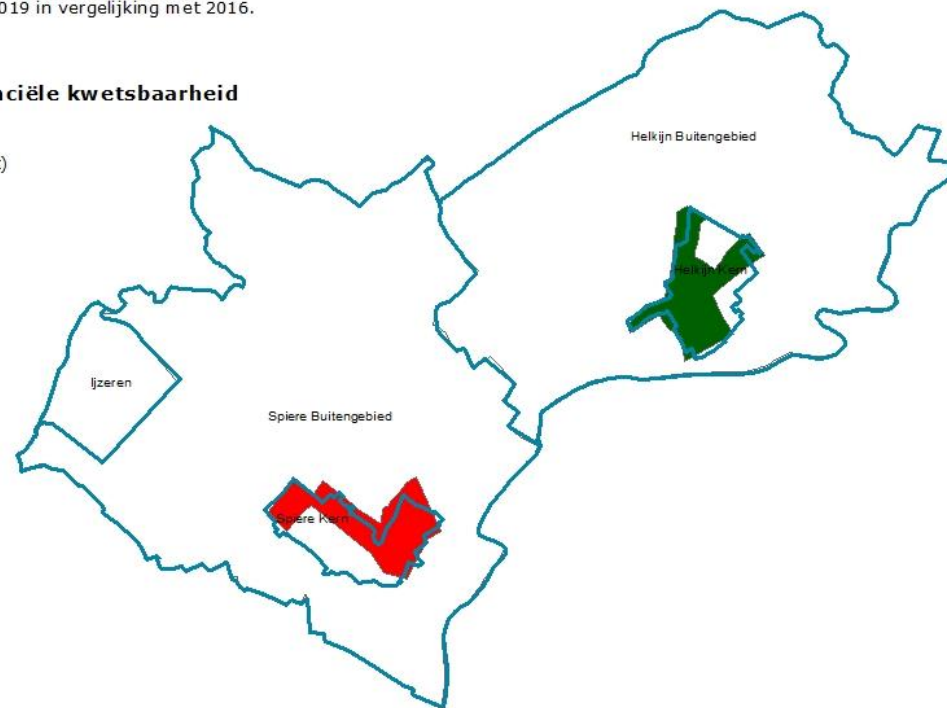 019 in vergelijking met 2016.
nciële kwetsbaarheid
Helkijn Buitengebied
Helkijn Kern
Ijzeren
Spiere Buitengebied
Spiere Kern